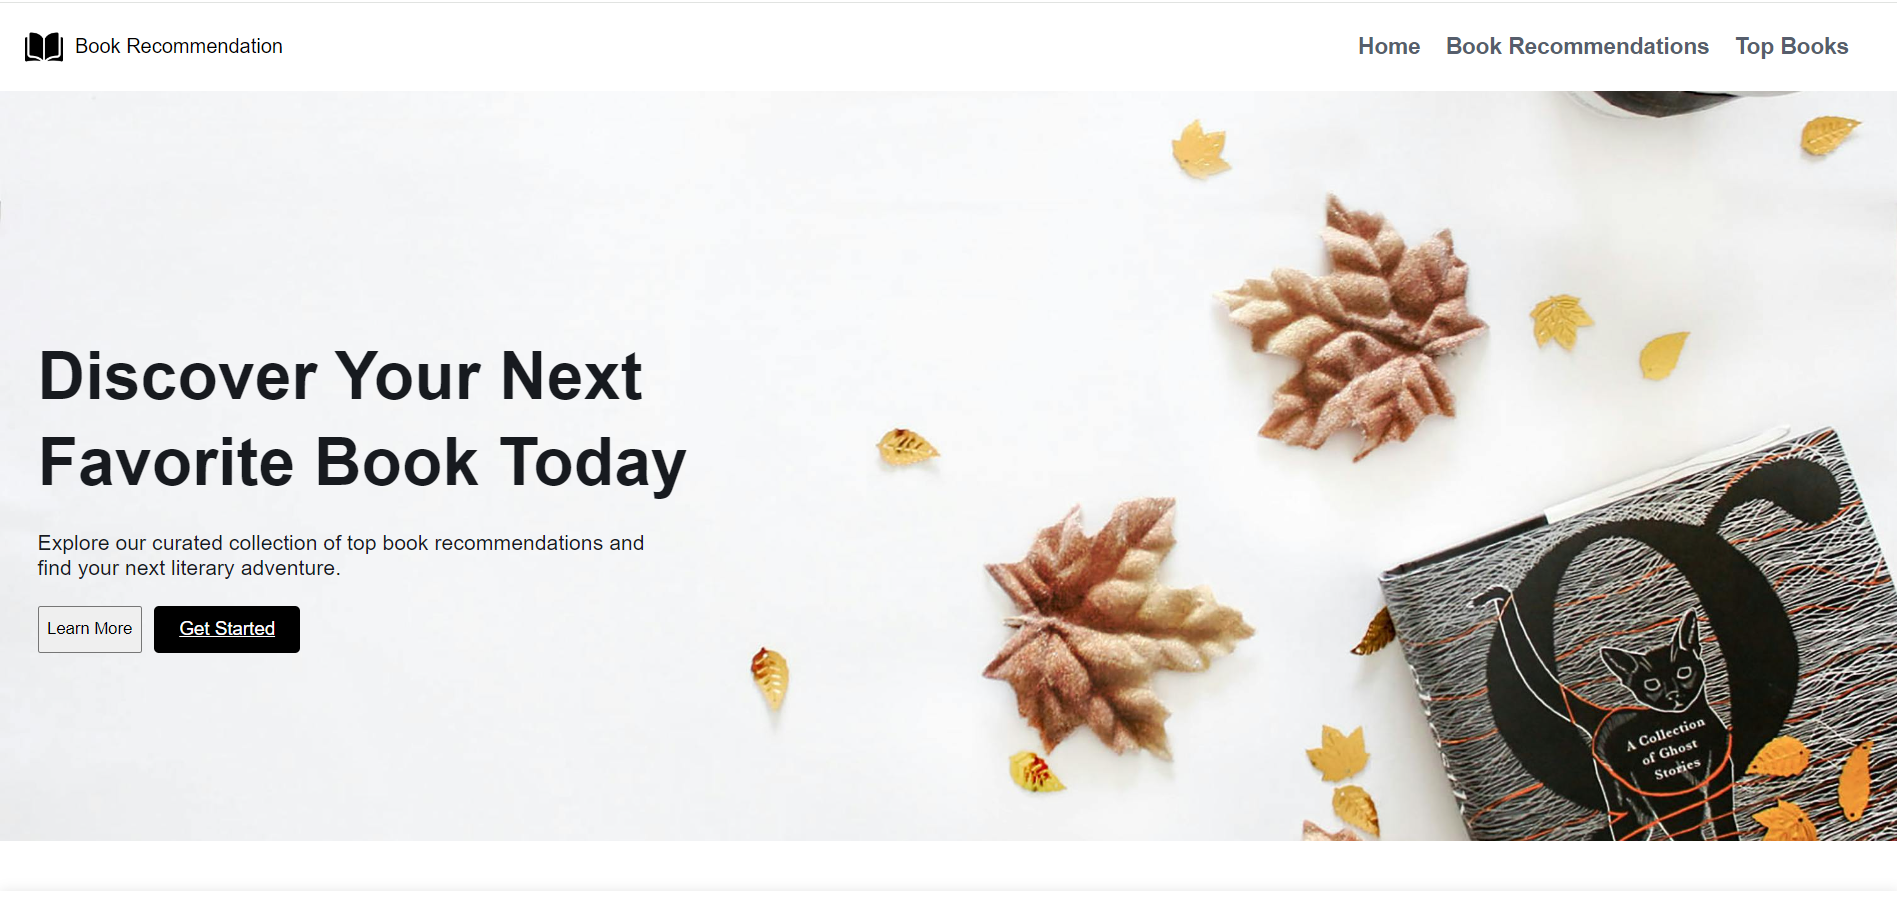 Book Recommendation
Home
Book Recommendations
Top Books
Discover Your Next
Favorite Book Today
Explore our curated collection of top book recommendations and
find your next literary adventure.
Learn More
Get Started
A Collection
of Ghost
Stories